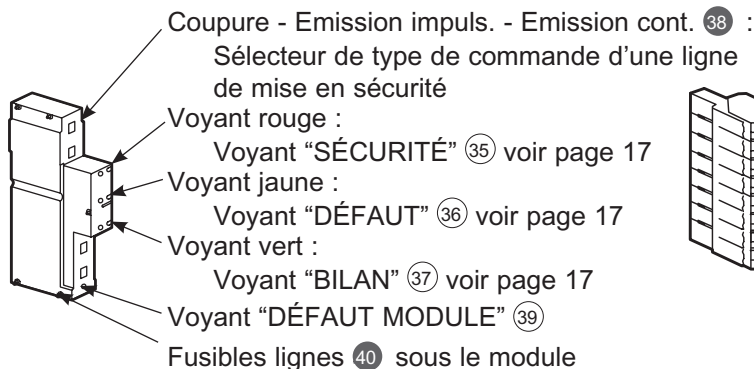 Coupure - Emission impuls. - Emission cont. 38 :
Sélecteur de type de commande d’une ligne
de mise en sécurité
Voyant rouge :
Voyant “SÉCURITÉ” 35 voir page 17
Voyant jaune :
Voyant “DÉFAUT” 36 voir page 17
Voyant vert :
Voyant “BILAN” 37 voir page 17
Voyant “DÉFAUT MODULE” 39
Fusibles lignes 40 sous le module